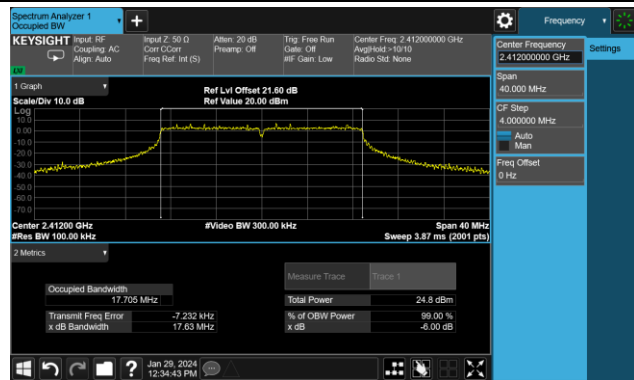 Spectrum Analyzer 1
Occupied BW
Frequency
KEYSIGHT
Input: RF
Coupling: AC
Align: Auto
Input Z: 50 Ω
Corr CCorr
Freq Ref: Int (S)
Atten: 20 dB
Preamp: Off
Trig: Free Run
Gate: Off
#IF Gain: Low
Center Freq: 2.412000000 GHz
Avg|Hold:>10/10
Radio Std: None
LNI
Center Frequency
2.412000000 GHz
Settings
Span
40.000 MHz
CF Step
4.000000 MHz
Auto
Man
Freq Offset
0 Hz
1 Graph
Scale/Div 10.0 dB
Ref Lvl Offset 21.60 dB
Ref Value 20.00 dBm
Log
10.0
0.00
-10.0
-20.0
-30.0
-40.0
-50.0
-60.0
-70.0
Center 2.41200 GHz
#Res BW 100.00 kHz
#Video BW 300.00 kHz
Span 40 MHz
Sweep 3.87 ms (2001 pts)
2 Metrics
Measure Trace
Trace 1
Occupied Bandwidth
17.705 MHz
Total Power
24.8 dBm
Transmit Freq Error
-7.232 kHz
% of OBW Power
99.00 %
x dB Bandwidth
17.63 MHz
x dB
-6.00 dB
?
Jan 29, 2024
12:34:43 PM